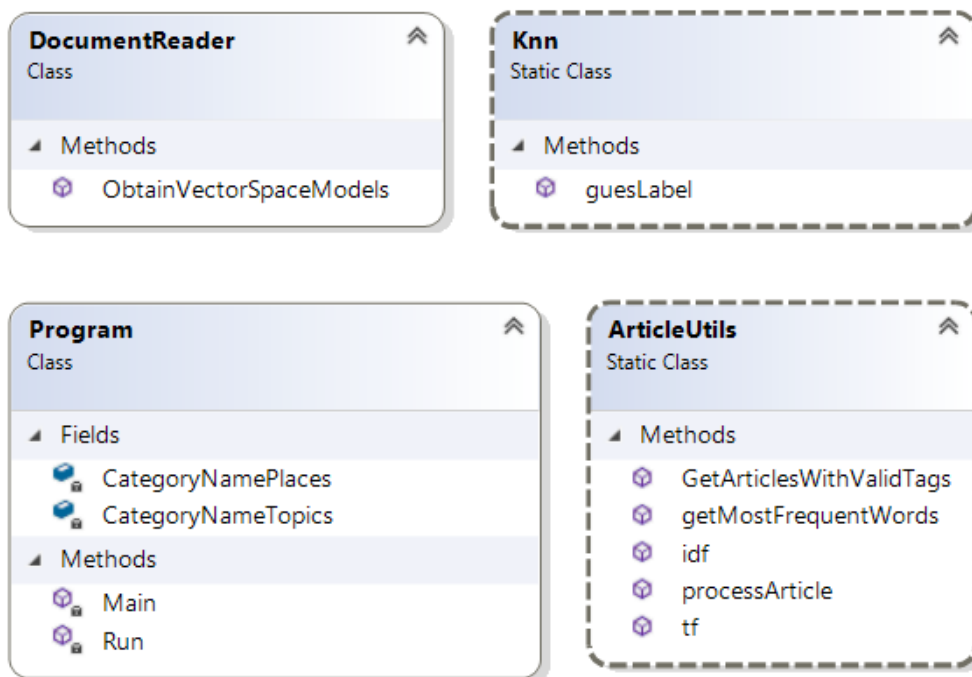 DocumentReader
Class
Methods
ObtainVectorSpaceModels
Knn
Static Class
Methods
guesLabel
Program
Class
Fields
CategoryNamePlaces
CategoryNameTopics
Methods
Main
Run
ArticleUtils
Static Class
Methods
GetArticlesWithValidTags
getMostFrequentWords
idf
processArticle
tf